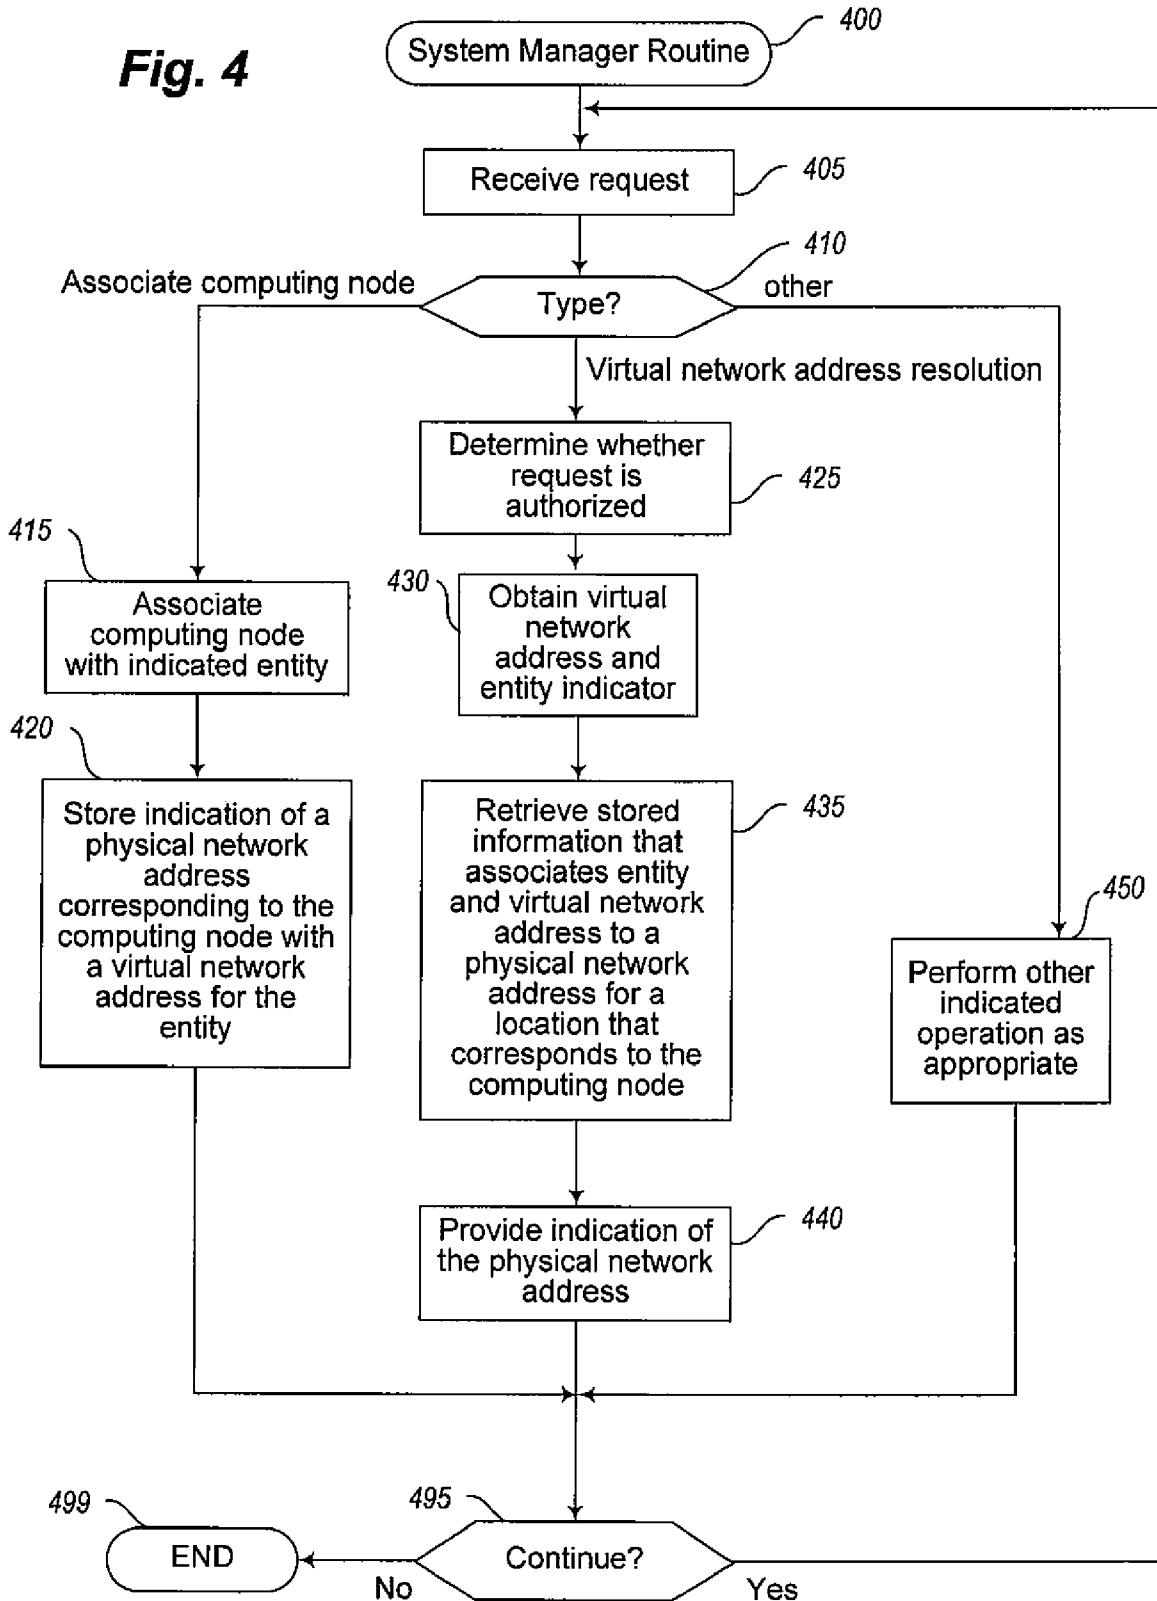 Fig. 4
System Manager Routine
400
Receive request
405
410
Associate computing node
Type?
other
Virtual network address resolution
Determine whether
request is
authorized
425
415
Associate
computing node
with indicated entity
430
Obtain virtual
network
address and
entity indicator
420
Store indication of a
physical network
address
corresponding to the
computing node with
a virtual network
address for the
entity
Retrieve stored
information that
associates entity
and virtual network
address to a
physical network
address for a
location that
corresponds to the
computing node
435
450
Perform other
indicated
operation as
appropriate
Provide indication of
the physical network
address
440
499
END
495
Continue?
No
Yes